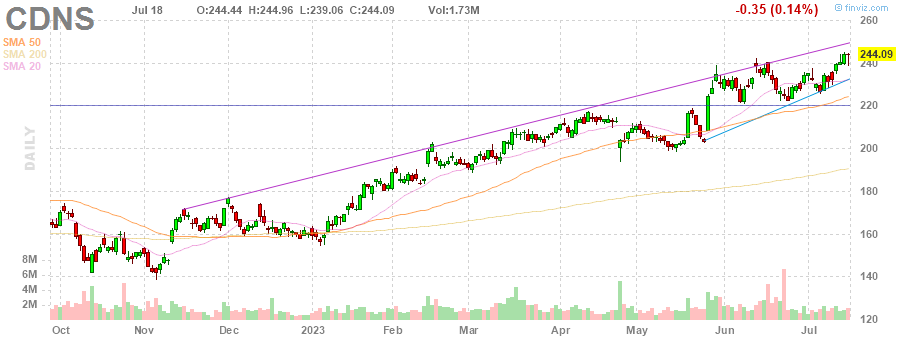 CDNS Jul 18 O:244.44 H:244.96 L:239.06 C:244.09 Vol:1.73M -0.35 (0.14%)
© finviz.com
SMA 50
SMA 200
SMA 20
260
244.09
240
220
200
180
160
140
120
DAILY
8M
6M
4M
2M
Oct Nov Dec 2023 Feb Mar Apr May Jun Jul